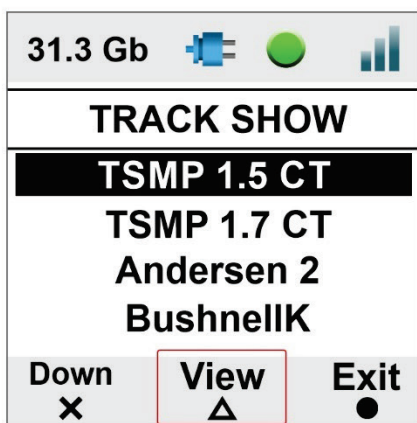 31.3 Gb
TRACK SHOW
TSMP 1.5 CT
TSMP 1.7 CT
Andersen 2
BushnellK
Down View Exit